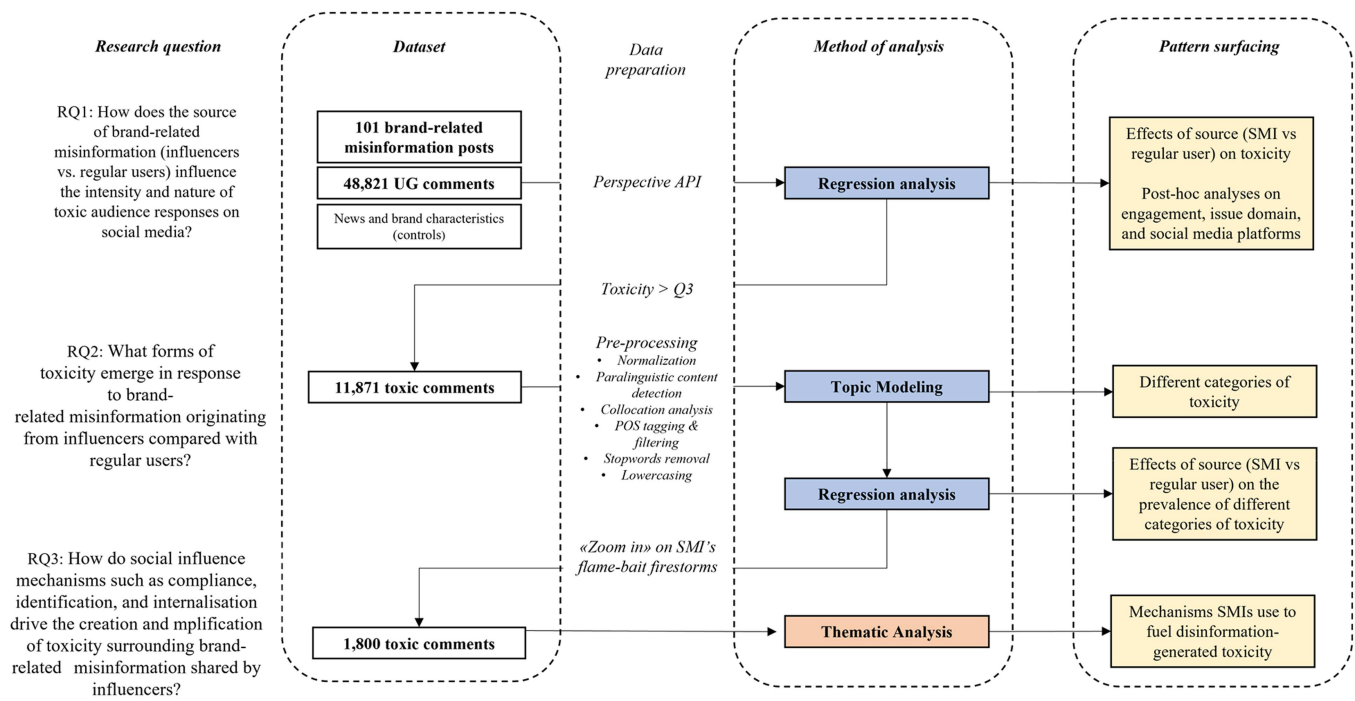 Research question
Dataset
Data
preparation
Method of analysis
Pattern surfacing
RQ1: How does the source
of brand-related
misinformation (influencers
vs. regular users) influence
the intensity and nature of
toxic audience responses on
social media?
101 brand-related
misinformation posts
48,821 UG comments
News and brand characteristics
(controls)
Perspective API
Regression analysis
Effects of source (SMI vs
regular user) on toxicity
Post-hoc analyses on
engagement, issue domain,
and social media platforms
Toxicity > Q3
RQ2: What forms of
toxicity emerge in response
to brand-
related misinformation originating
from influencers compared with
regular users?
11,871 toxic comments
Pre-processing
• Normalization
• Paralinguistic content
detection
• Collocation analysis
• POS tagging &
filtering
• Stopwords removal
• Lowercasing
Topic Modeling
Different categories of
toxicity
Regression analysis
Effects of source (SMI vs
regular user) on the
prevalence of different
categories of toxicity
«Zoom in» on SMI's
flame-bait firestorms
RQ3: How do social influence
mechanisms such as compliance,
identification, and internalisation
drive the creation and mplification
of toxicity surrounding brand-
related misinformation shared by
influencers?
1,800 toxic comments
Thematic Analysis
Mechanisms SMIs use to
fuel disinformation-
generated toxicity